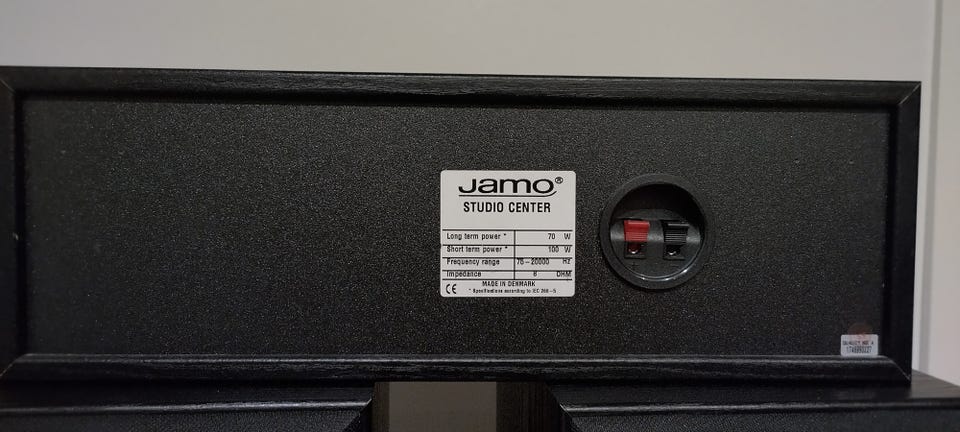 Jamo®
STUDIO CENTER
Long term power * 70 W
Short term power * 100 W
Frequency range 75-20000 Hz
Impedance OHM
CE MADE IN DENMARK
* Specifications according to IEC 268-5